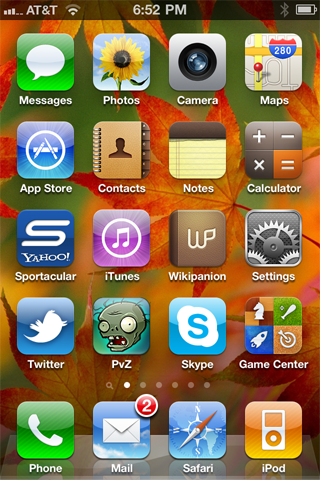 AT&T 6:52 PM
Messages Photos Camera Maps
280
App Store Contacts Notes Calculator
S
YAHOO!
WP
Sportacular iTunes Wikipanion Settings
S
Twitter PvZ Skype Game Center
2
Phone Mail Safari iPod